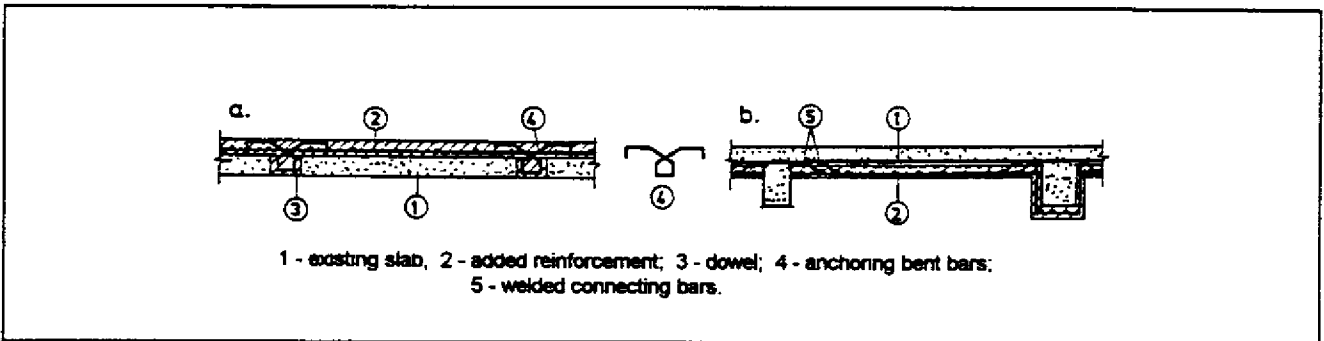 a.
2
4
3
1
4
b.
5
1
2
1 - existing slab, 2 - added reinforcement; 3 - dowel; 4 - anchoring bent bars;
5 - welded connecting bars.